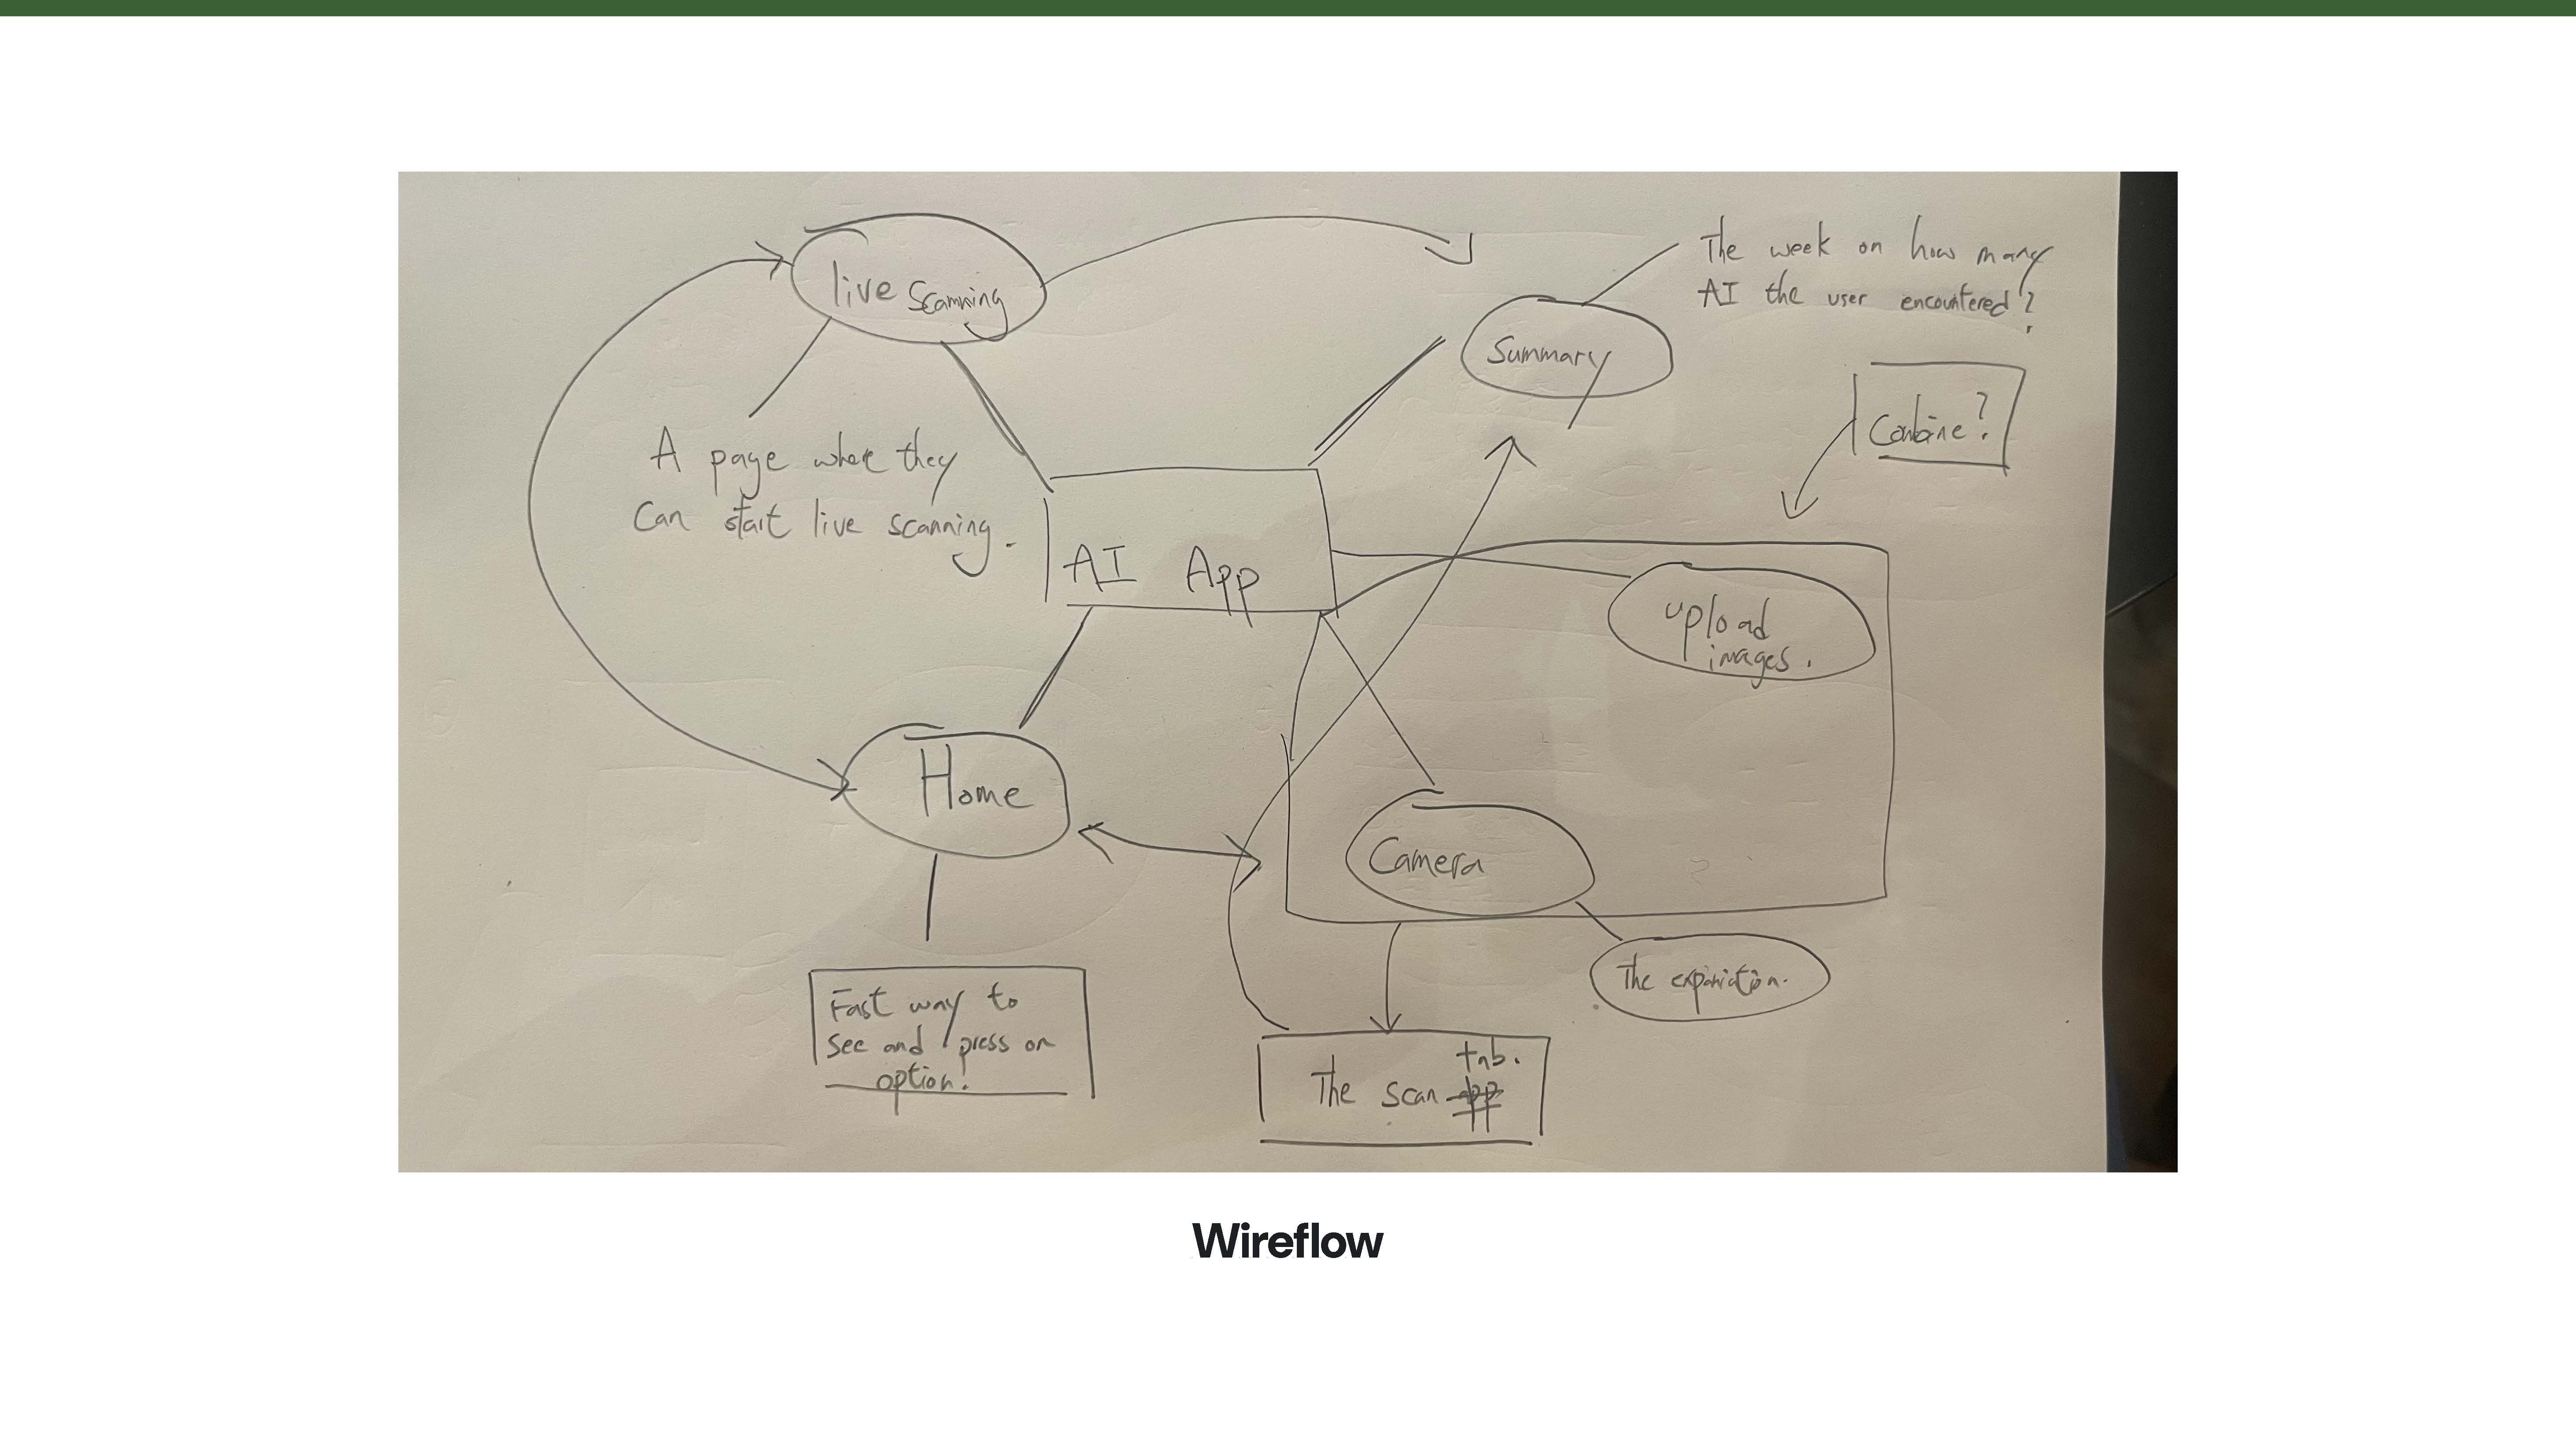 live scanning
The week on how many
AI the user encountered?
Summary
Combine?
A page where they
Can start live scanning.
AI App
upload
images.
Home
Camera
The
Fast way to
see and press on
option!
tab.
The scan app
Wireflow